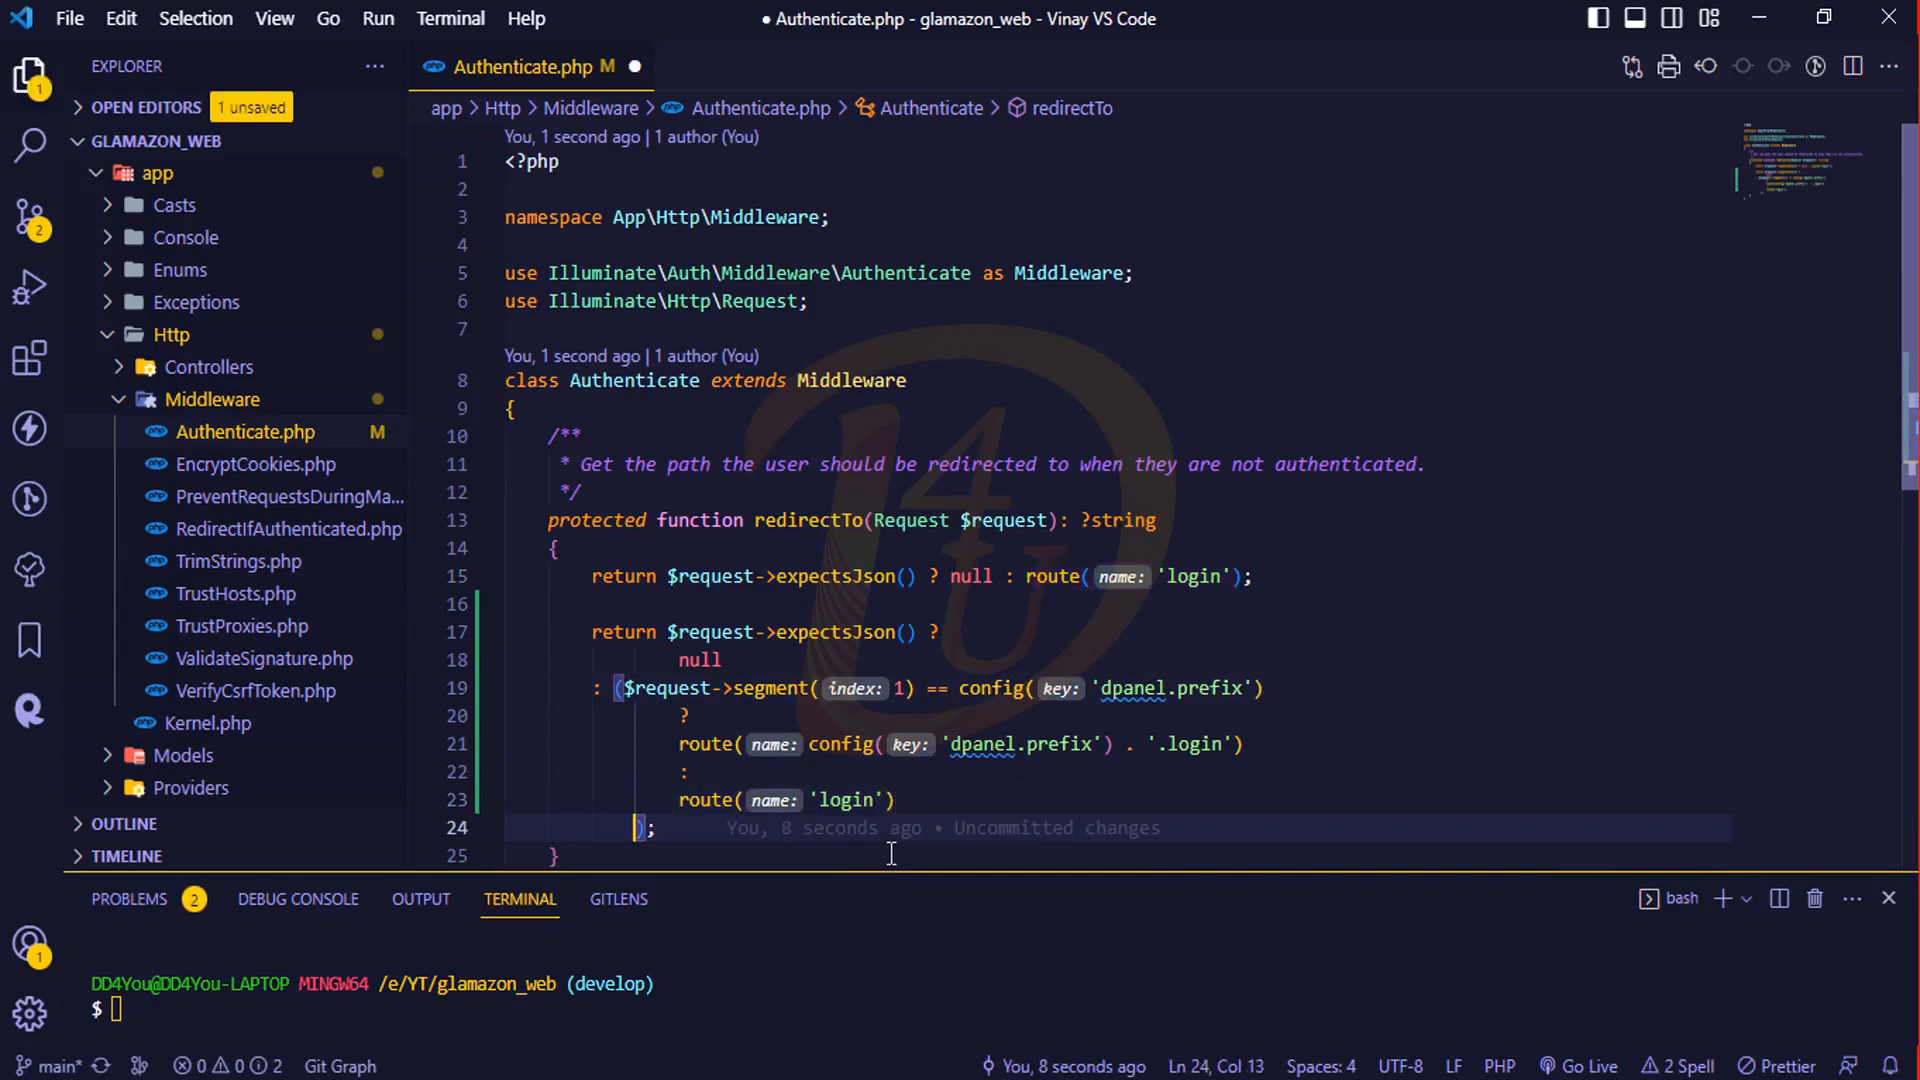 File Edit Selection View Go Run Terminal Help
● Authenticate.php - glamazon_web - Vinay VS Code
EXPLORER
OPEN EDITORS 1 unsaved
GLAMAZON_WEB
app
Casts
Console
Enums
Exceptions
Http
Controllers
Middleware
Authenticate.php M
EncryptCookies.php
PreventRequestsDuringMa...
RedirectIfAuthenticated.php
TrimStrings.php
TrustHosts.php
TrustProxies.php
ValidateSignature.php
VerifyCsrfToken.php
Kernel.php
Models
Providers
OUTLINE
TIMELINE
1
2
1
Authenticate.php M
app > Http > Middleware > Authenticate.php > Authenticate > redirectTo
You, 1 second ago | 1 author (You)
1 <?php
2
3 namespace App\Http\Middleware;
4
5 use Illuminate\Auth\Middleware\Authenticate as Middleware;
6 use Illuminate\Http\Request;
7
You, 1 second ago | 1 author (You)
8 class Authenticate extends Middleware
9 {
10 /**
11 * Get the path the user should be redirected to when they are not authenticated.
12 */
13 protected function redirectTo(Request $request): ?string
14 {
15 return $request->expectsJson() ? null : route( name: 'login');
16
17 return $request->expectsJson() ?
18 null
19 : ($request->segment( index: 1) == config( key: 'dpanel.prefix')
20 ?
21 route( name: config( key: 'dpanel.prefix') . '.login')
22 :
23 route( name: 'login')
24 ); You, 8 seconds ago • Uncommitted changes
25 }
D4U
PROBLEMS 2 DEBUG CONSOLE OUTPUT TERMINAL GITLENS
bash
DD4You@DD4You-LAPTOP MINGW64 /e/YT/glamazon_web (develop)
$
main* 0 0 2 Git Graph
You, 8 seconds ago Ln 24, Col 13 Spaces: 4 UTF-8 LF PHP Go Live 2 Spell Prettier